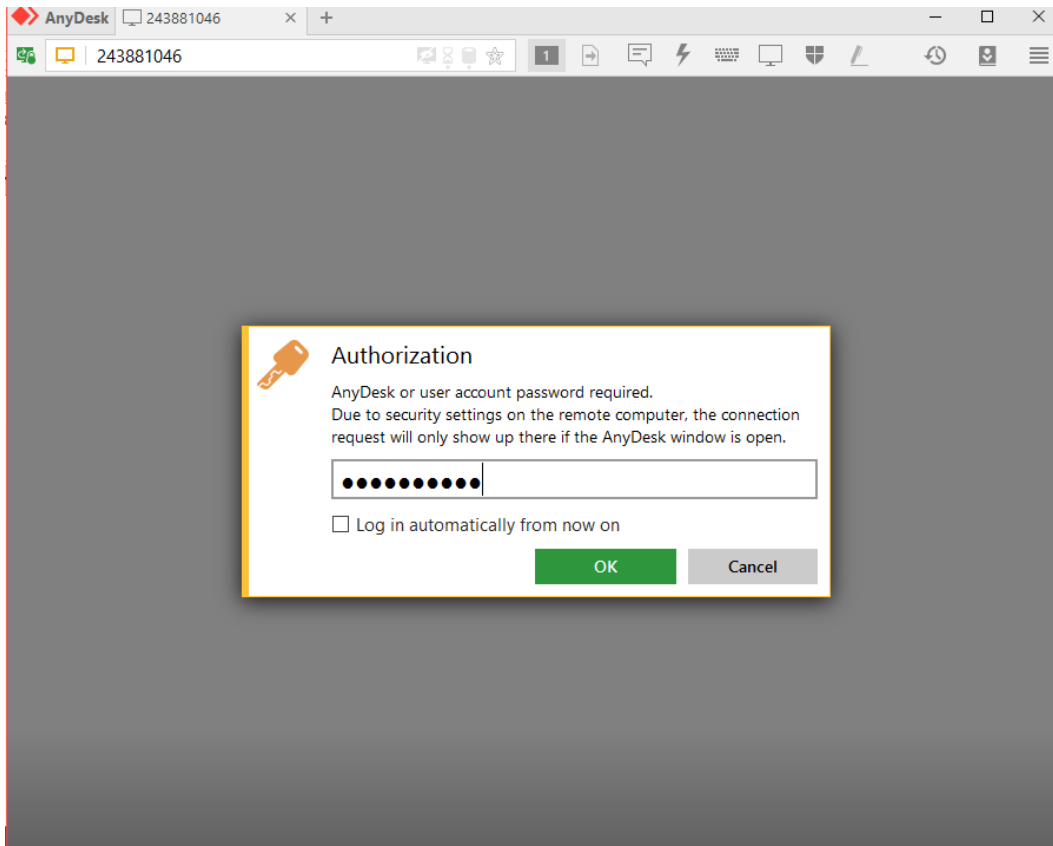 AnyDesk
243881046
243881046
1
Authorization
AnyDesk or user account password required.
Due to security settings on the remote computer, the connection
request will only show up there if the AnyDesk window is open.
Log in automatically from now on
OK
Cancel